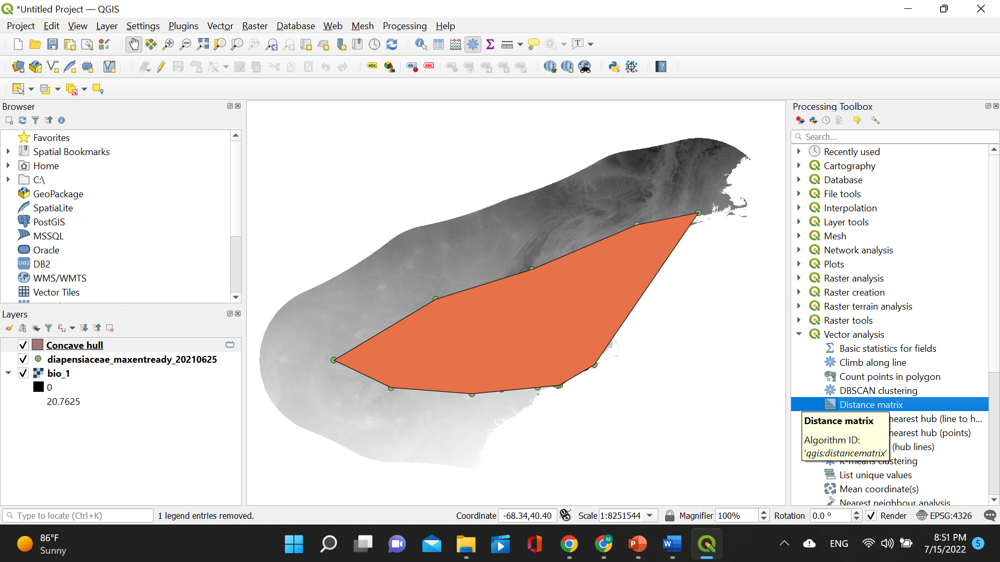 *Untitled Project — QGIS
Project Edit View Layer Settings Plugins Vector Raster Database Web Mesh Processing Help
Browser
Favorites
Spatial Bookmarks
Home
C:\
GeoPackage
SpatiaLite
PostGIS
MSSQL
Oracle
DB2
DB2
WMS/WMTS
Vector Tiles
Layers
Concave hull
diapensiaceae_maxentready_20210625
bio_1
0
20.7625
Processing Toolbox
Search...
Recently used
Cartography
Database
File tools
Interpolation
Layer tools
Mesh
Network analysis
Plots
Raster analysis
Raster creation
Raster terrain analysis
Raster tools
Vector analysis
Basic statistics for fields
Climb along line
Count points in polygon
DBSCAN clustering
Distance matrix
Distance matrix
Algorithm ID:
'qgis:distancematrix'
nearest hub (line to h...
nearest hub (points)
(hub lines)
K-means clustering
List unique values
Mean coordinate(s)
Nearest neighbour analysis
Type to locate (Ctrl+K)
1 legend entries removed.
Coordinate -68.34,40.40
Scale 1:8251544
Magnifier 100%
Rotation 0.0 °
Render
EPSG:4326
86°F
Sunny
ENG
8:51 PM
7/15/2022
5